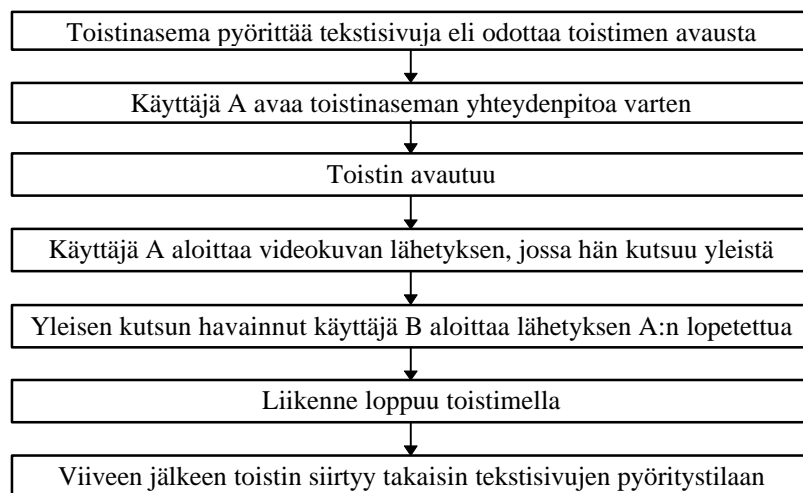 Toistinasema pyörittää tekstisivuja eli odottaa toistimen avausta
Käyttäjä A avaa toistinaseman yhteydenpitoa varten
Toistin avautuu
Käyttäjä A aloittaa videokuvan lähetyksen, jossa hän kutsuu yleistä
Yleisen kutsun havainnut käyttäjä B aloittaa lähetyksen A:n lopetettua
Liikenne loppuu toistimella
Viiveen jälkeen toistin siirtyy takaisin tekstisivujen pyöritystilaan